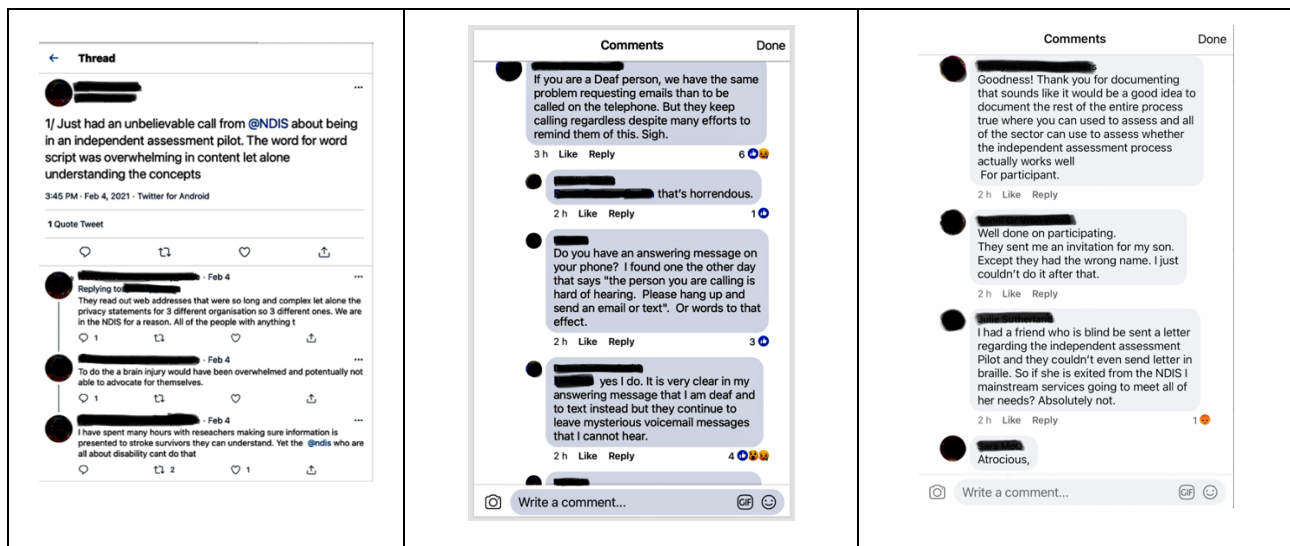 Thread
1/ Just had an unbelievable call from @NDIS about being
in an independent assessment pilot. The word for word
script was overwhelming in content let alone
understanding the concepts
3:45 PM · Feb 4, 2021 · Twitter for Android
1 Quote Tweet
· Feb 4
Replying to
They read out web addresses that were so long and complex let alone the
privacy statements for 3 different organisation so 3 different ones. We are
in the NDIS for a reason. All of the people with anything t
1
· Feb 4
To do the a brain injury would have been overwhelmed and potentually not
able to advocate for themselves.
1
· Feb 4
I have spent many hours with reseachers making sure information is
presented to stroke survivors they can understand. Yet the @ndis who are
all about disability cant do that
2 1
Comments Done
If you are a Deaf person, we have the same
problem requesting emails than to be
called on the telephone. But they keep
calling regardless despite many efforts to
remind them of this. Sigh.
3 h Like Reply 6
that's horrendous.
2 h Like Reply 1
Do you have an answering message on
your phone? I found one the other day
that says "the person you are calling is
hard of hearing. Please hang up and
send an email or text". Or words to that
effect.
2 h Like Reply 3
yes I do. It is very clear in my
answering message that I am deaf and
to text instead but they continue to
leave mysterious voicemail messages
that I cannot hear.
2 h Like Reply 4
Write a comment... GIF
Comments Done
Goodness! Thank you for documenting
that sounds like it would be a good idea to
document the rest of the entire process
true where you can used to assess and all
of the sector can use to assess whether
the independent assessment process
actually works well
For participant.
2 h Like Reply
Well done on participating.
They sent me an invitation for my son.
Except they had the wrong name. I just
couldn't do it after that.
2 h Like Reply
I had a friend who is blind be sent a letter
regarding the independent assessment
Pilot and they couldn't even send letter in
braille. So if she is exited from the NDIS I
mainstream services going to meet all of
her needs? Absolutely not.
2 h Like Reply 1
Atrocious,
Write a comment... GIF